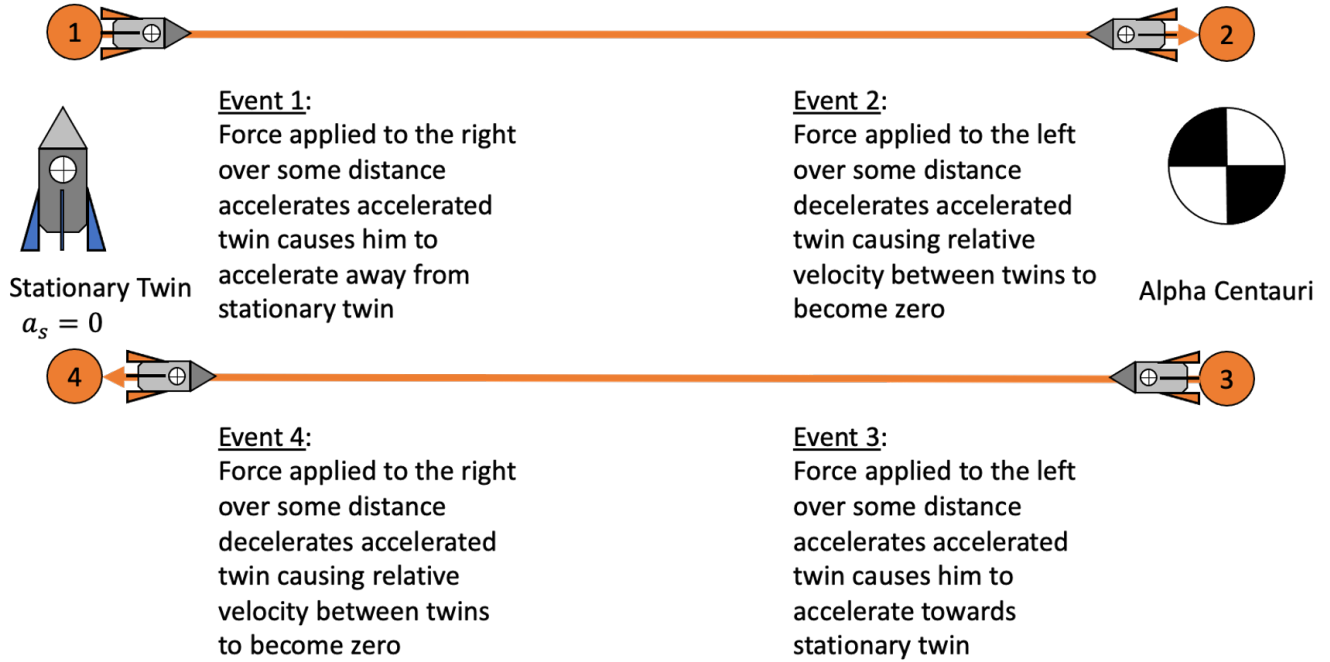 1
2
Event 1:
Force applied to the right
over some distance
accelerates accelerated
twin causes him to
accelerate away from
stationary twin
Event 2:
Force applied to the left
over some distance
decelerates accelerated
twin causing relative
velocity between twins to
become zero
Stationary Twin
a_s = 0
Alpha Centauri
4
3
Event 4:
Force applied to the right
over some distance
decelerates accelerated
twin causing relative
velocity between twins
to become zero
Event 3:
Force applied to the left
over some distance
accelerates accelerated
twin causes him to
accelerate towards
stationary twin